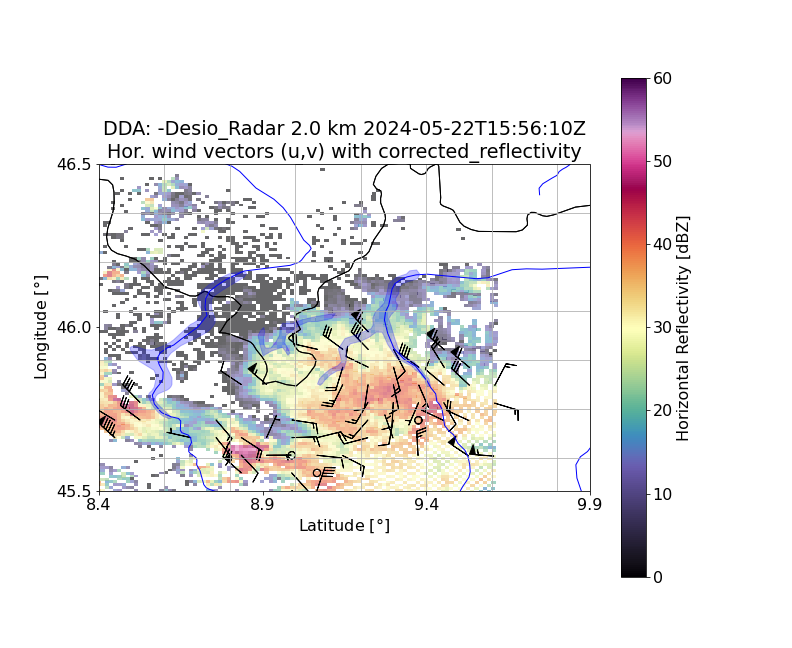 DDA: -Desio_Radar 2.0 km 2024-05-22T15:56:10Z
Hor. wind vectors (u,v) with corrected_reflectivity
46.5
46.0
45.5
Longitude [°]
8.4
8.9
9.4
9.9
Latitude [°]
60
50
40
30
20
10
0
Horizontal Reflectivity [dBZ]